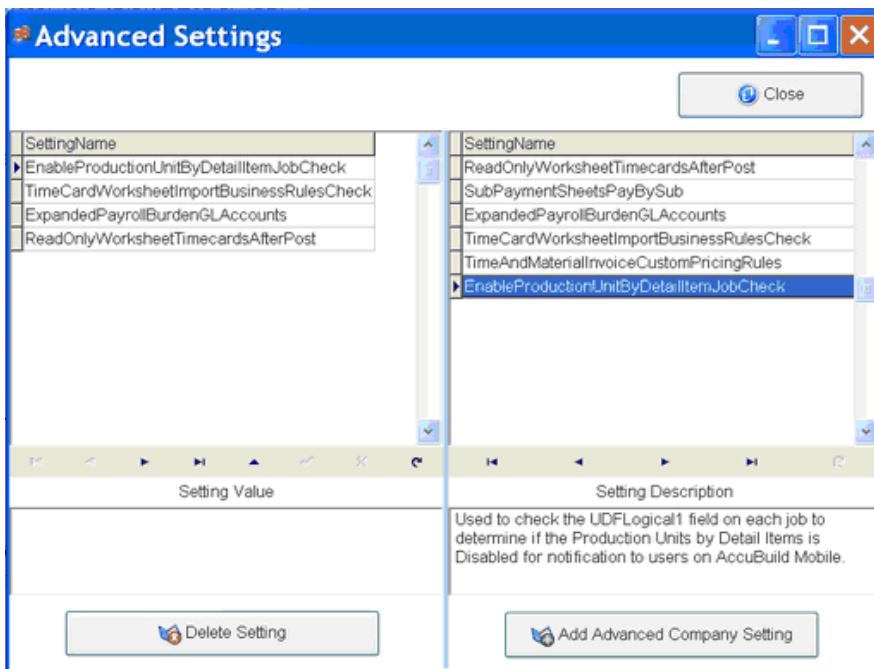 Advanced Settings
Close
SettingName
EnableProductionUnitByDetailItemJobCheck
TimeCardWorksheetImportBusinessRulesCheck
ExpandedPayrollBurdenGLAccounts
ReadOnlyWorksheetTimecardsAfterPost
SettingName
ReadOnlyWorksheetTimecardsAfterPost
SubPaymentSheetsPayBySub
ExpandedPayrollBurdenGLAccounts
TimeCardWorksheetImportBusinessRulesCheck
TimeAndMaterialInvoiceCustomPricingRules
EnableProductionUnitByDetailItemJobCheck
Setting Value
Setting Description
Used to check the UDFLogical1 field on each job to
determine if the Production Units by Detail Items is
Disabled for notification to users on AccuBuild Mobile.
Delete Setting
Add Advanced Company Setting